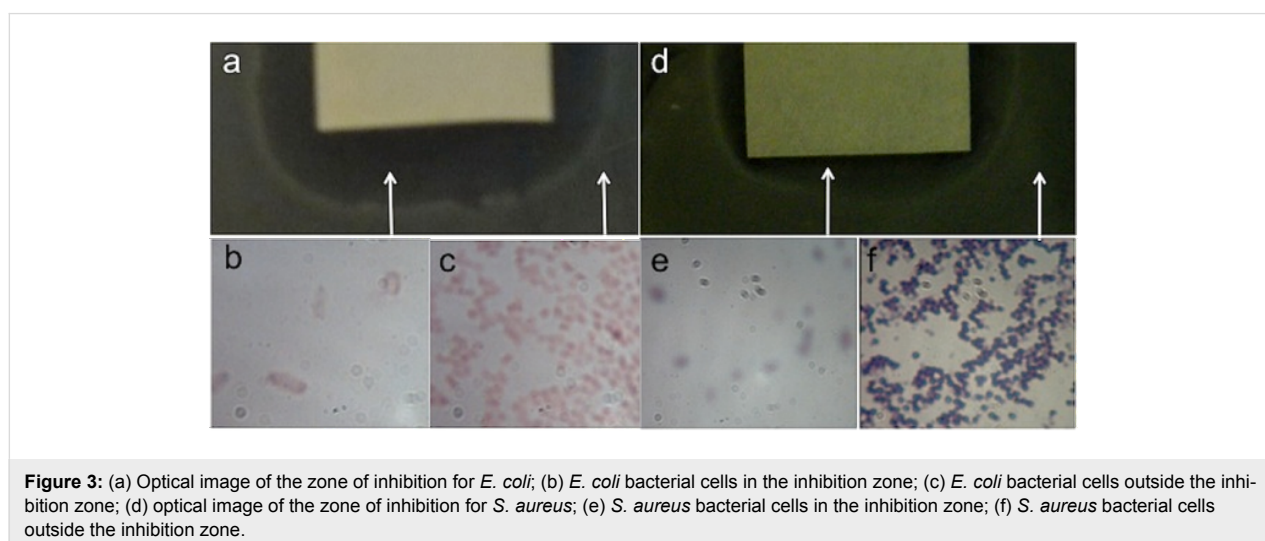 a
d
b
c
e
f
Figure 3: (a) Optical image of the zone of inhibition for E. coli; (b) E. coli bacterial cells in the inhibition zone; (c) E. coli bacterial cells outside the inhi-
bition zone; (d) optical image of the zone of inhibition for S. aureus; (e) S. aureus bacterial cells in the inhibition zone; (f) S. aureus bacterial cells
outside the inhibition zone.